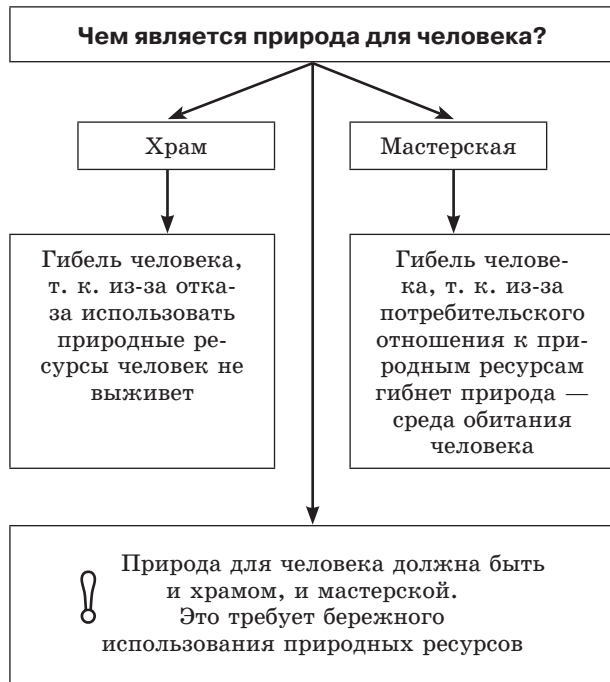 Чем является природа для человека?
Храм
Мастерская
Гибель человека,
т. к. из-за отка-
за использовать
природные ре-
сурсы человек не
выживет
Гибель челове-
ка, т. к. из-за
потребительского
отношения к при-
родным ресурсам
гибнет природа —
среда обитания
человека
Природа для человека должна быть
и храмом, и мастерской.
Это требует бережного
использования природных ресурсов